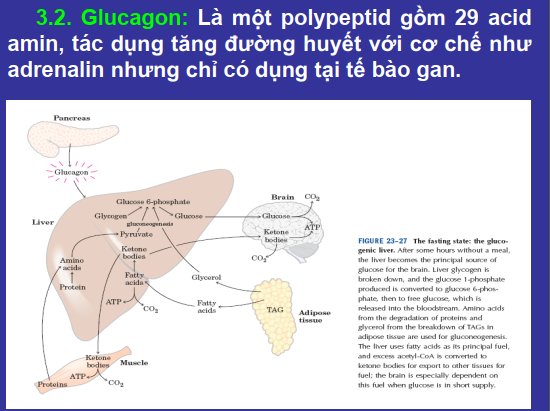 3.2. Glucagon: Là một polypeptid gồm 29 acid
amin, tác dụng tăng đường huyết với cơ chế như
adrenalin nhưng chỉ có dụng tại tế bào gan.
Pancreas
Glucagon
Liver
Glucose 6-phosphate
Glycogen
gluconeogenesis
Glucose
Pyruvate
Ketone
bodies
Amino
acids
Protein
Fatty
acids
ATP
CO2
Brain
CO2
Glucose
ATP
Ketone
bodies
CO2
Glycerol
Fatty
acids
TAG
Adipose
tissue
Ketone
bodies
Muscle
ATP
CO2
Proteins
FIGURE 23–27 The fasting state: the gluco-
genic liver. After some hours without a meal,
the liver becomes the principal source of
glucose for the brain. Liver glycogen is
broken down, and the glucose 1-phosphate
produced is converted to glucose 6-phos-
phate, then to free glucose, which is
released into the bloodstream. Amino acids
from the degradation of proteins and
glycerol from the breakdown of TAGs in
adipose tissue are used for gluconeogenesis.
The liver uses fatty acids as its principal fuel,
and excess acetyl-CoA is converted to
ketone bodies for export to other tissues for
fuel; the brain is especially dependent on
this fuel when glucose is in short supply.